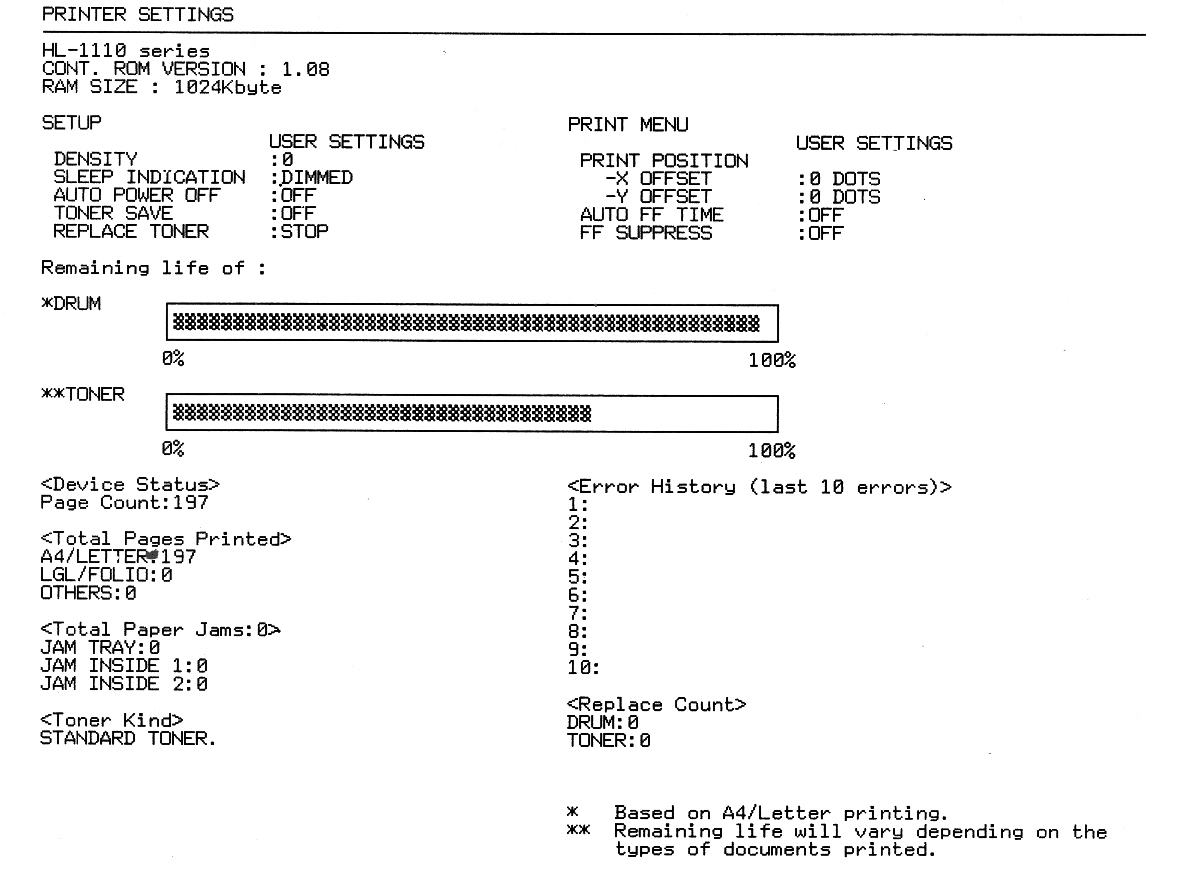 PRINTER SETTINGS
HL-1110 series
CONT. ROM VERSION : 1.08
RAM SIZE : 1024Kbyte
SETUP
USER SETTINGS
DENSITY :0
SLEEP INDICATION :DIMMED
AUTO POWER OFF :OFF
TONER SAVE :OFF
REPLACE TONER :STOP
PRINT MENU
USER SETTINGS
PRINT POSITION
-X OFFSET :0 DOTS
-Y OFFSET :0 DOTS
AUTO FF TIME :OFF
FF SUPPRESS :OFF
Remaining life of :
*DRUM
0% 100%
**TONER
0% 100%
<Device Status>
Page Count:197
<Total Pages Printed>
A4/LETTER:197
LGL/FOLIO:0
OTHERS:0
<Total Paper Jams:0>
JAM TRAY:0
JAM INSIDE 1:0
JAM INSIDE 2:0
<Toner Kind>
STANDARD TONER.
<Error History (last 10 errors)>
1:
2:
3:
4:
5:
6:
7:
8:
9:
10:
<Replace Count>
DRUM:0
TONER:0
* Based on A4/Letter printing.
** Remaining life will vary depending on the
types of documents printed.